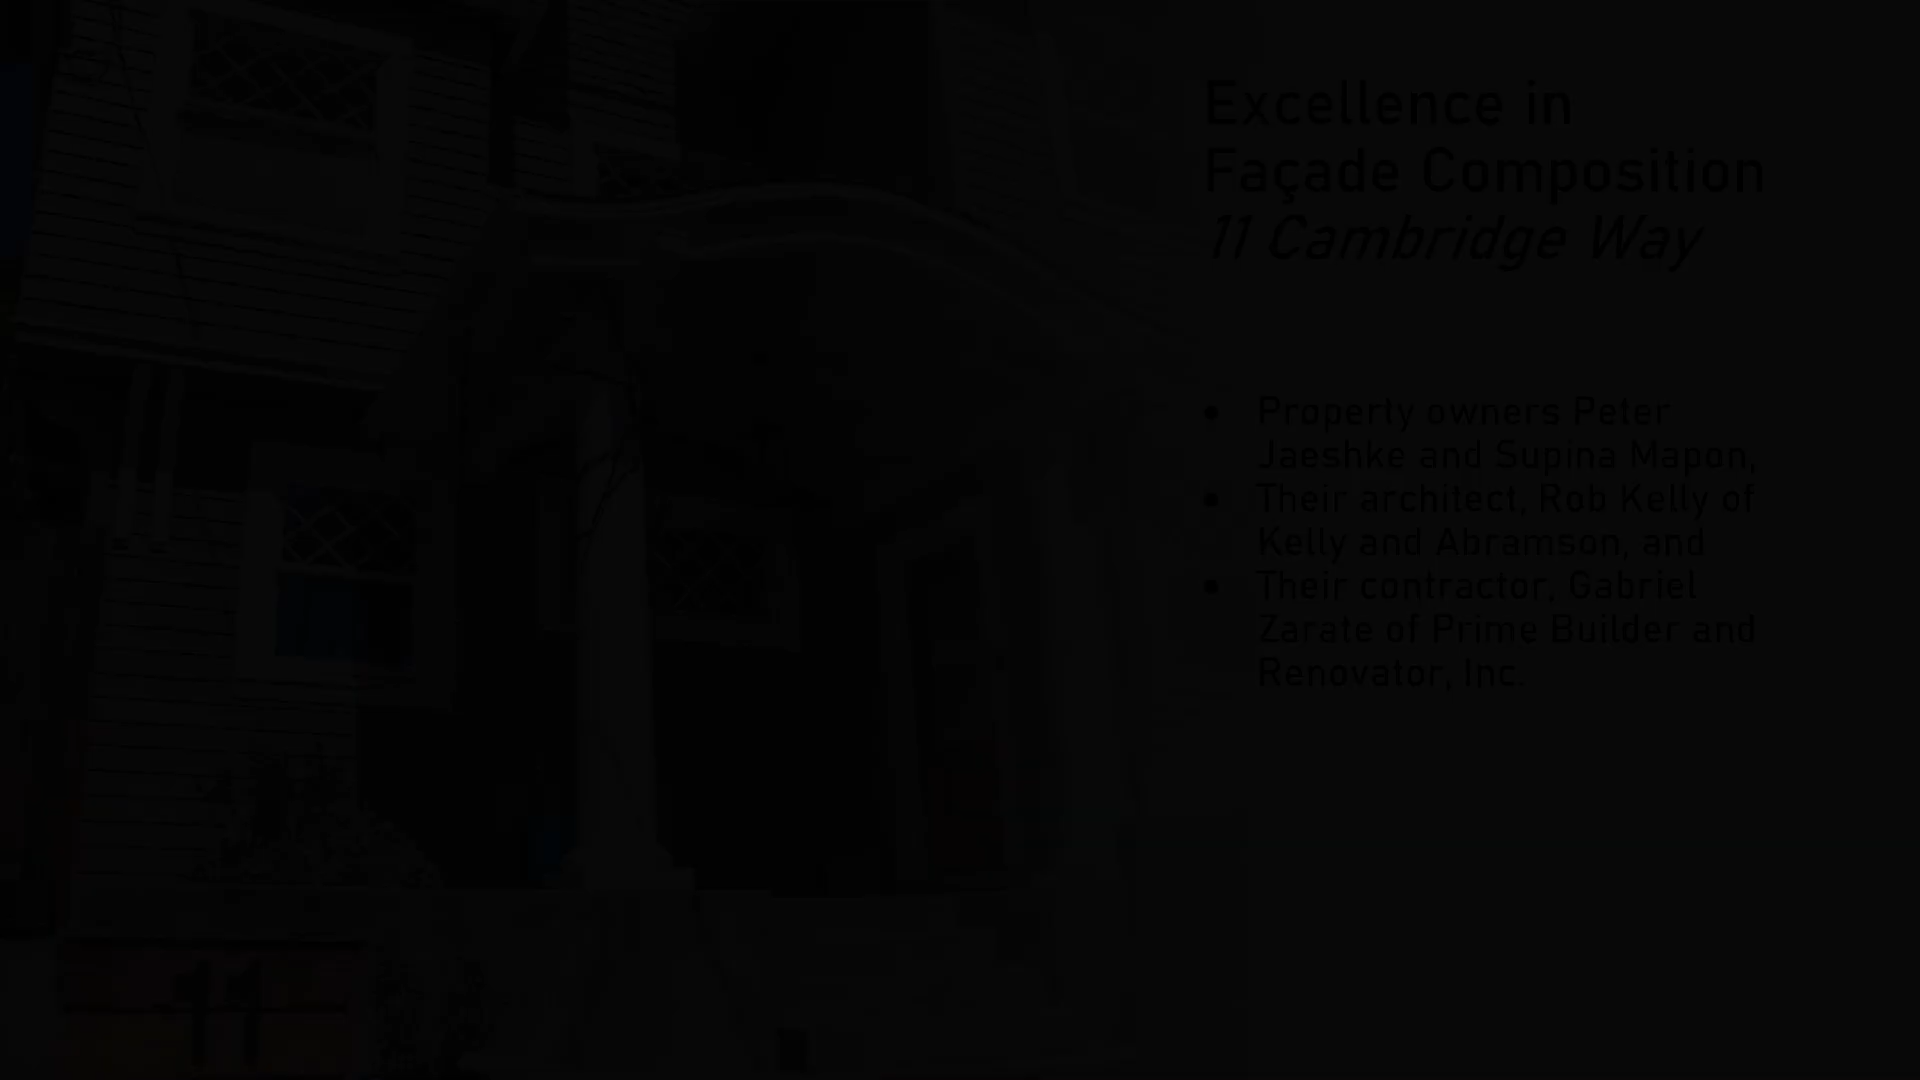 Excellence in
Façade Composition
11 Cambridge Way
• Property owners Peter
Jaeshke and Supina Mapon,
• Their architect, Rob Kelly of
Kelly and Abramson, and
• Their contractor, Gabriel
Zarate of Prime Builder and
Renovator, Inc.
11